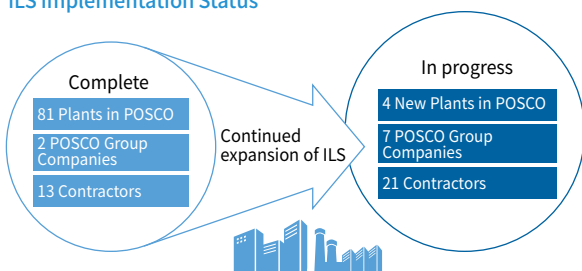 ILS Implementation Status
Complete
81 Plants in POSCO
2 POSCO Group
Companies
13 Contractors
Continued
expansion of ILS
In progress
4 New Plants in POSCO
7 POSCO Group
Companies
21 Contractors